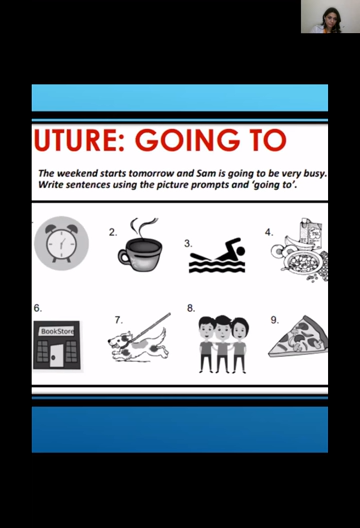 UTURE: GOING TO
The weekend starts tomorrow and Sam is going to be very busy.
Write sentences using the picture prompts and ‘going to’.
2.
3.
4.
6.
BookStore
7.
8.
9.